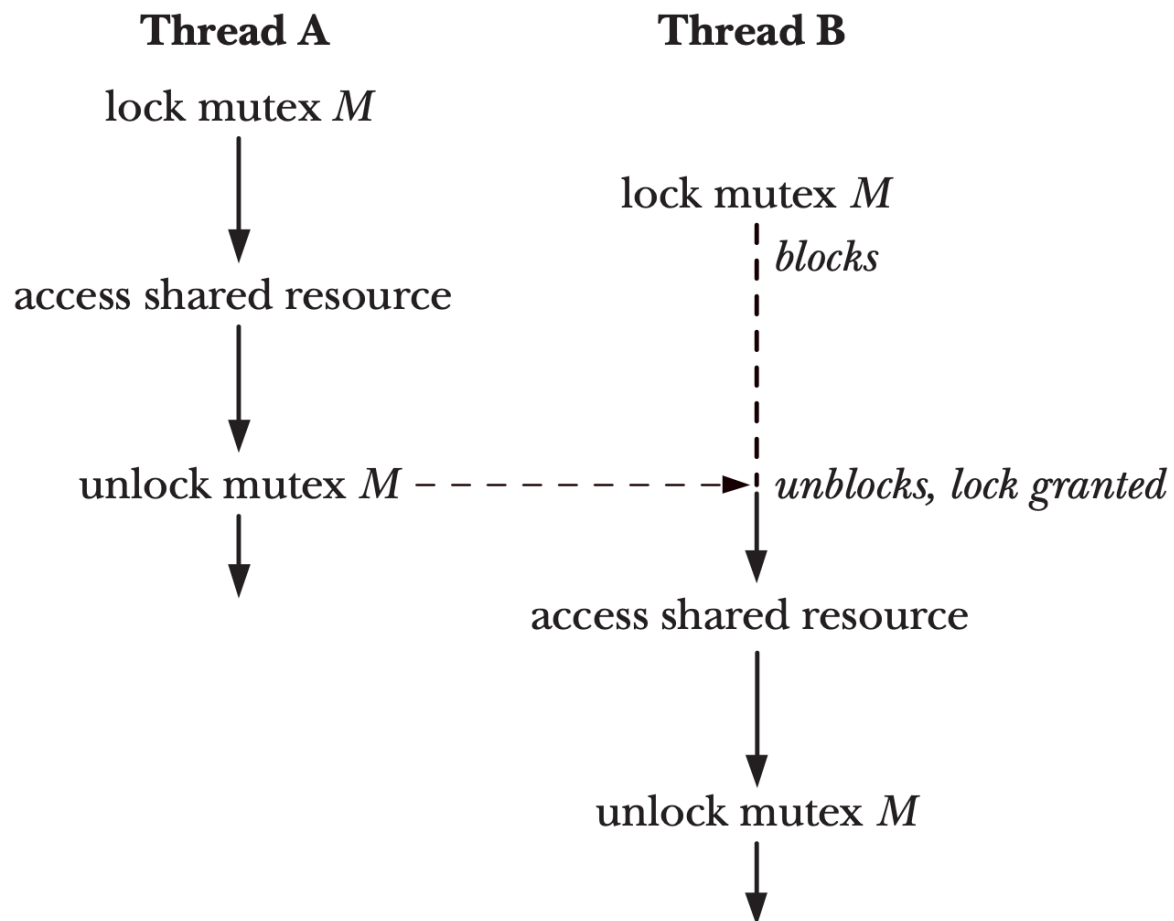 Thread A
Thread B
lock mutex M
lock mutex M
blocks
access shared resource
unlock mutex M
unblocks, lock granted
access shared resource
unlock mutex M